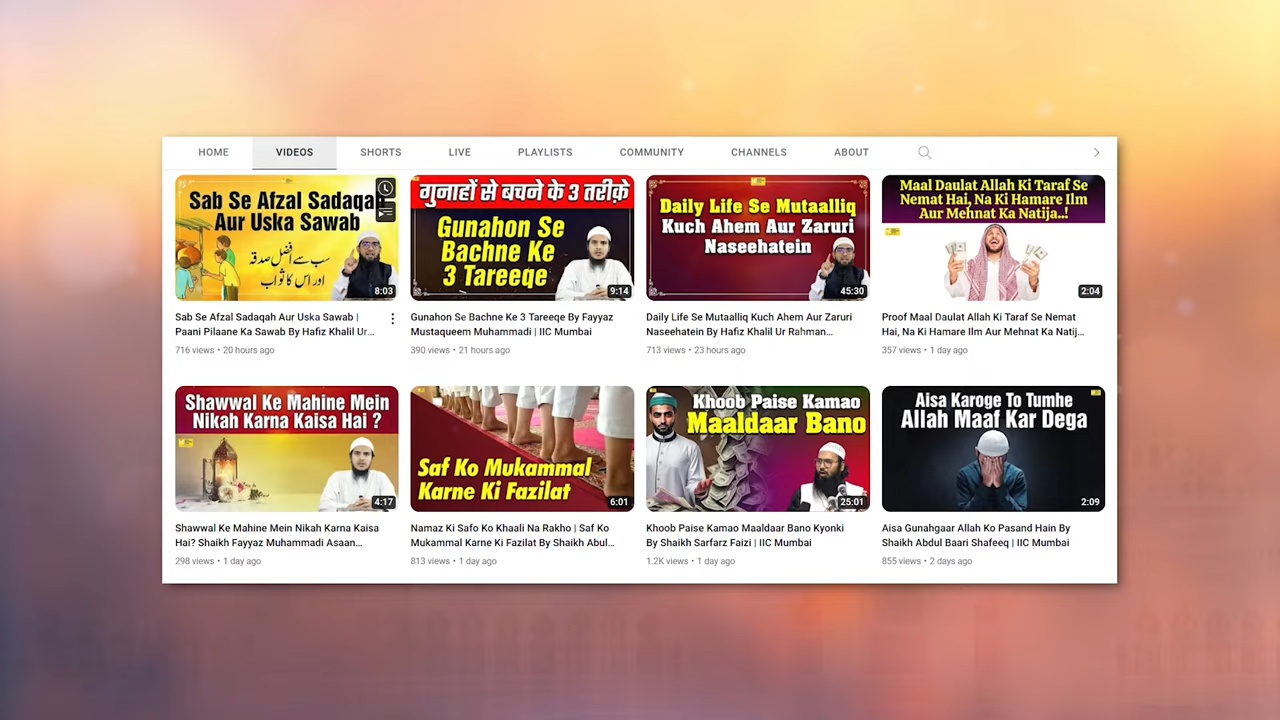 HOME VIDEOS SHORTS LIVE PLAYLISTS COMMUNITY CHANNELS ABOUT
Sab Se Afzal Sadaqah
Aur Uska Sawab
سب سے افضل صدقہ
اور اس کا ثواب
8:03
Sab Se Afzal Sadaqah Aur Uska Sawab |
Paani Pilaane Ka Sawab By Hafiz Khalil Ur…
716 views • 20 hours ago
गुनाहों से बचने के 3 तरीक़े
Gunahon Se
Bachne Ke
3 Tareeqe
9:14
Gunahon Se Bachne Ke 3 Tareeqe By Fayyaz
Mustaqueem Muhammadi | IIC Mumbai
390 views • 21 hours ago
Daily Life Se Mutaalliq
Kuch Ahem Aur Zaruri
Naseehatein
45:30
Daily Life Se Mutaalliq Kuch Ahem Aur Zaruri
Naseehatein By Hafiz Khalil Ur Rahman…
713 views • 23 hours ago
Maal Daulat Allah Ki Taraf Se
Nemat Hai, Na Ki Hamare Ilm
Aur Mehnat Ka Natija..!
2:04
Proof Maal Daulat Allah Ki Taraf Se Nemat
Hai, Na Ki Hamare Ilm Aur Mehnat Ka Natij…
357 views • 1 day ago
Shawwal Ke Mahine Mein
Nikah Karna Kaisa Hai ?
4:17
Shawwal Ke Mahine Mein Nikah Karna Kaisa
Hai? Shaikh Fayyaz Muhammadi Asaan…
298 views • 1 day ago
Saf Ko Mukammal
Karne Ki Fazilat
6:01
Namaz Ki Safo Ko Khaali Na Rakho | Saf Ko
Mukammal Karne Ki Fazilat By Shaikh Abul…
813 views • 1 day ago
Khoob Paise Kamao
Maaldaar Bano
25:01
Khoob Paise Kamao Maaldaar Bano Kyonki
By Shaikh Sarfarz Faizi | IIC Mumbai
1.2K views • 1 day ago
Aisa Karoge To Tumhe
Allah Maaf Kar Dega
2:09
Aisa Gunahgaar Allah Ko Pasand Hain By
Shaikh Abdul Baari Shafeeq | IIC Mumbai
855 views • 2 days ago